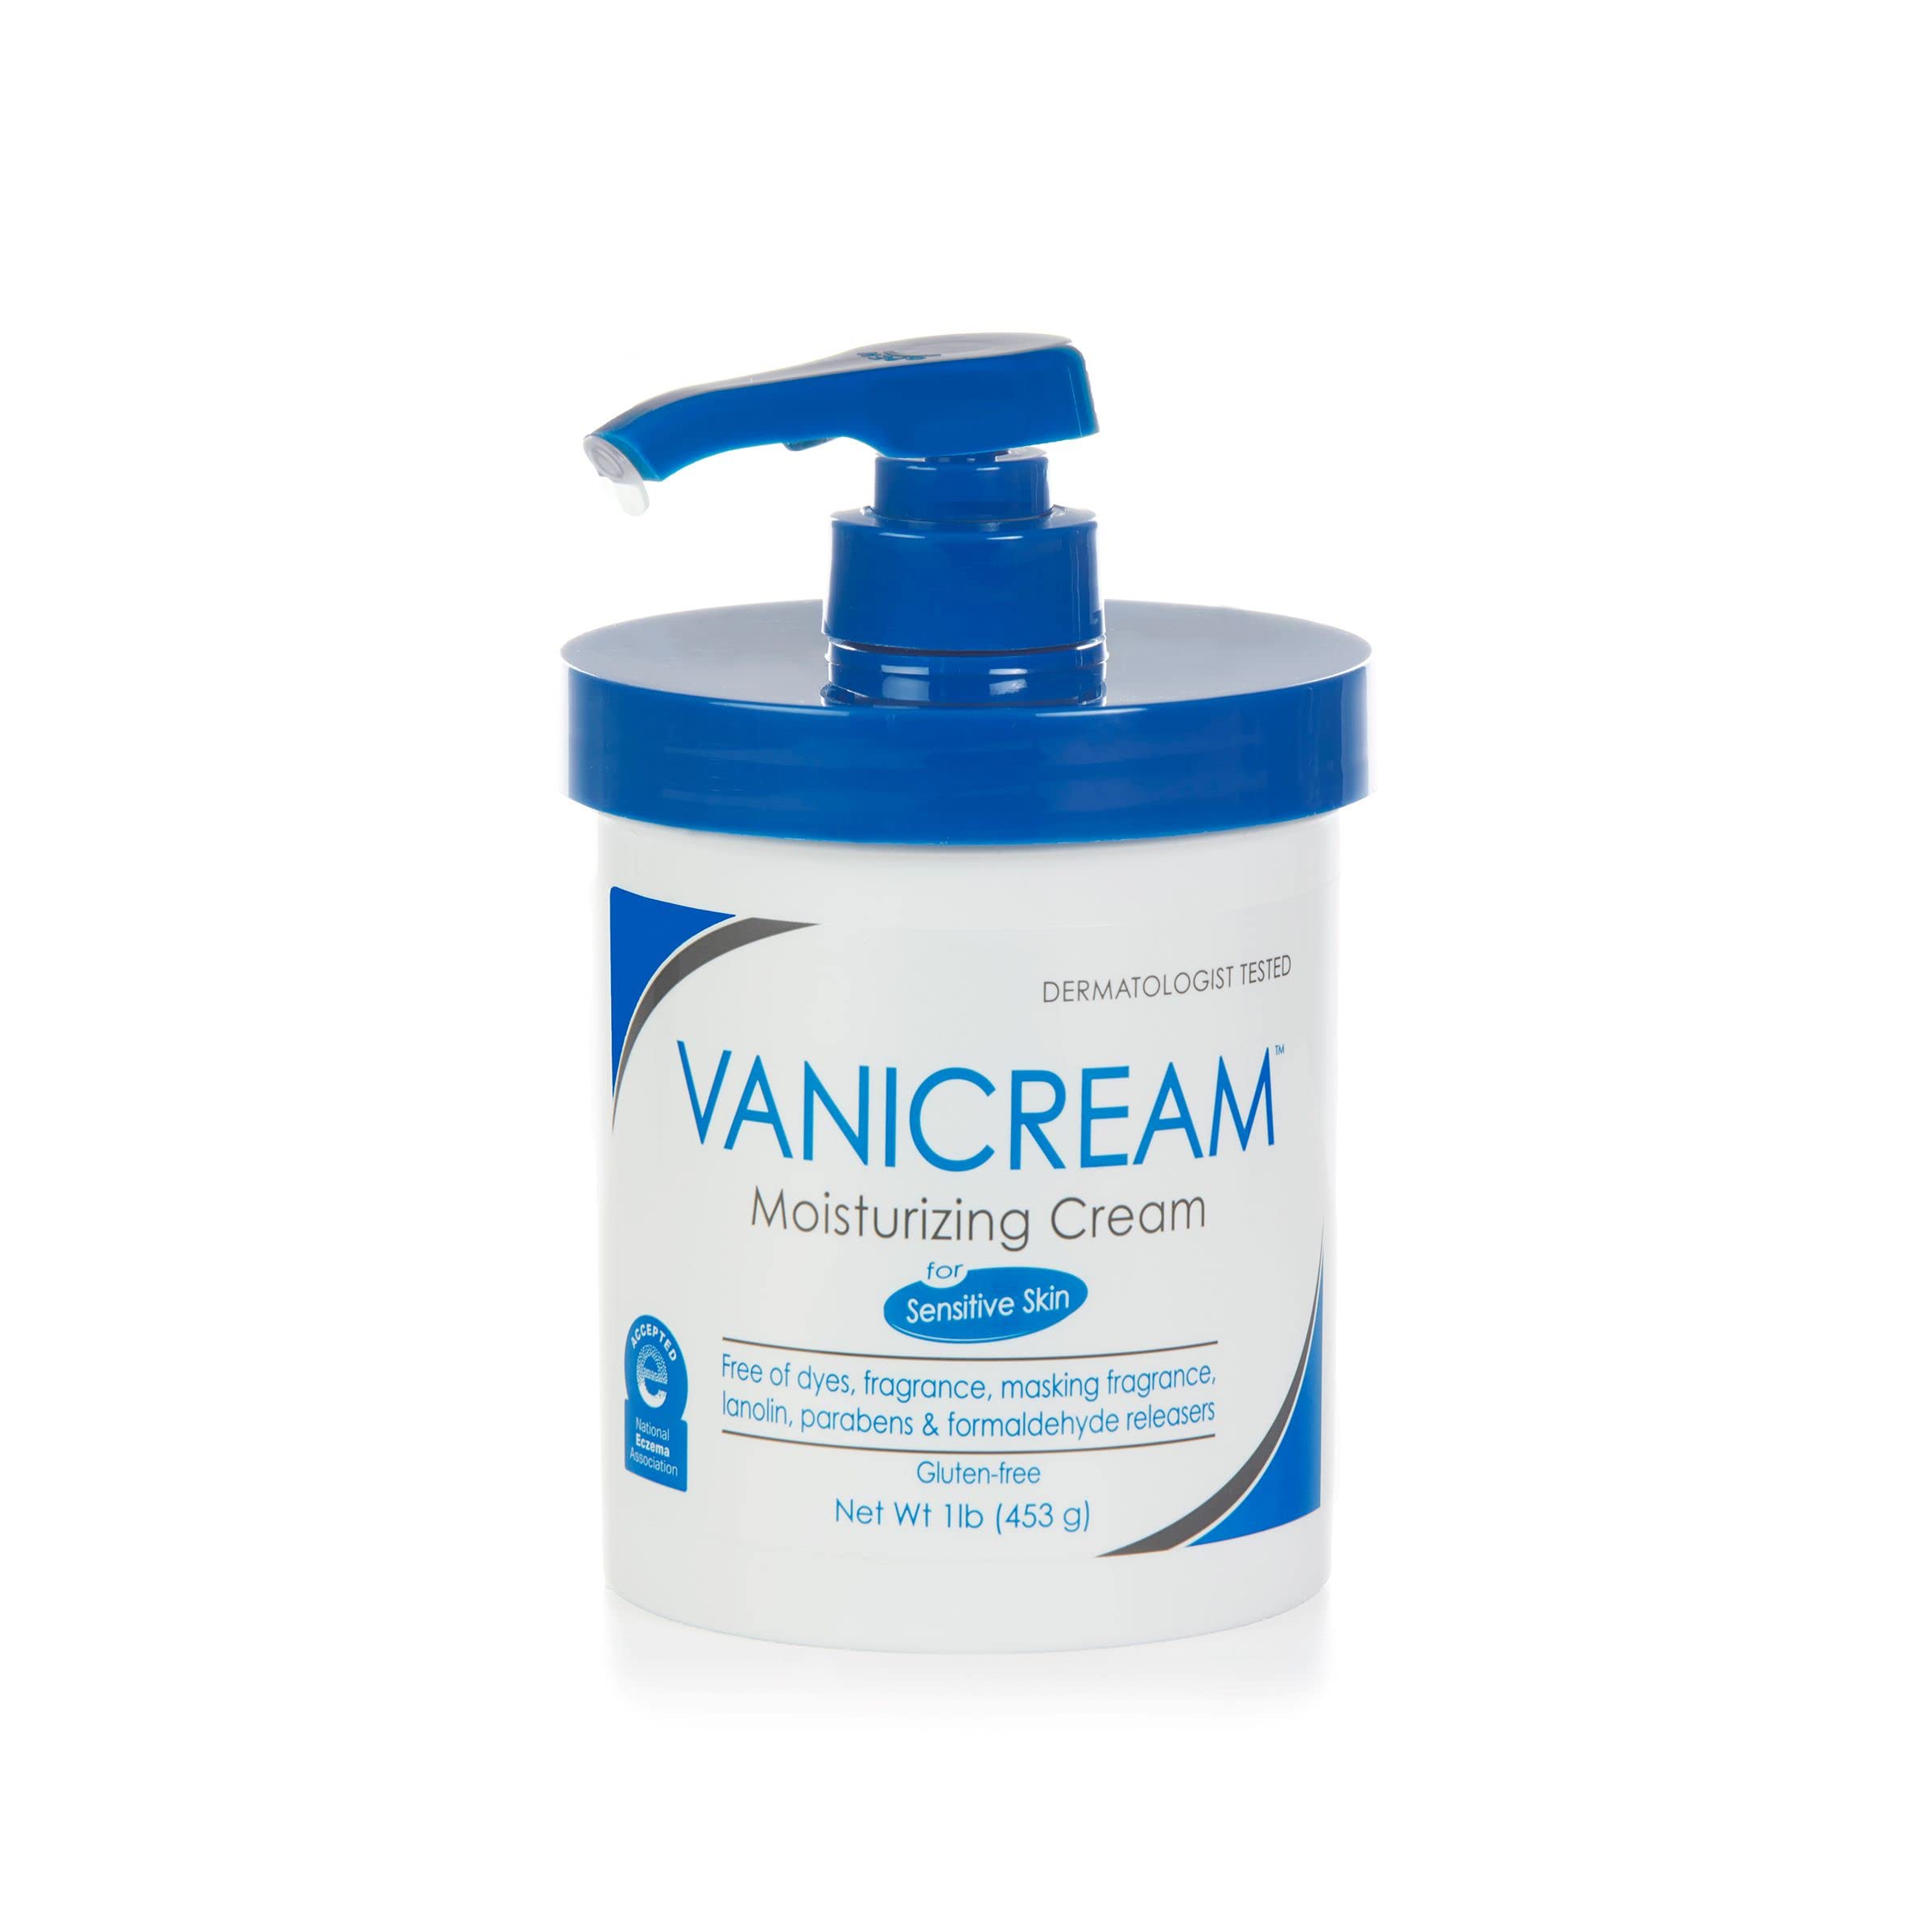 DERMATOLOGIST TESTED
VANICREAM™
Moisturizing Cream
for
Sensitive Skin
Free of dyes, fragrance, masking fragrance,
lanolin, parabens & formaldehyde releasers
Gluten-free
Net Wt 1lb (453 g)
ACCEPTED
e
National
Eczema
Association